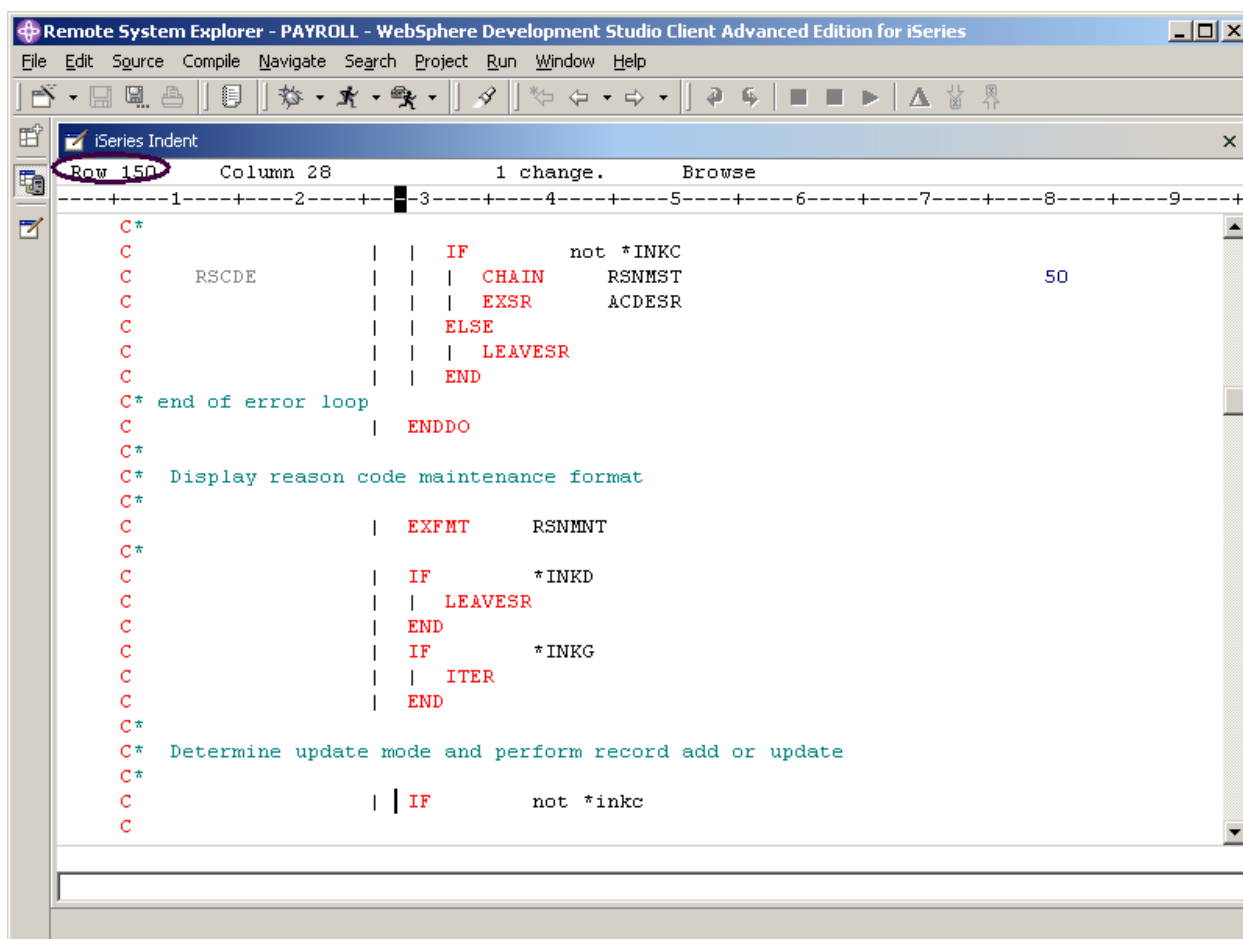 Remote System Explorer - PAYROLL - WebSphere Development Studio Client Advanced Edition for iSeries
File Edit Source Compile Navigate Search Project Run Window Help
iSeries Indent
Row 150 Column 28 1 change. Browse
----+----1----+----2----+----3----+----4----+----5----+----6----+----7----+----8----+----9----+
C*
C | | IF not *INKC
C RSCDE | | | CHAIN RSNMST 50
C | | | EXSR ACDESR
C | | ELSE
C | | | LEAVESR
C | | END
C* end of error loop
C | ENDDO
C*
C* Display reason code maintenance format
C*
C | EXFMT RSNMNT
C*
C | IF *INKD
C | | LEAVESR
C | END
C | IF *INKG
C | | ITER
C | END
C*
C* Determine update mode and perform record add or update
C*
C | IF not *inkc
C